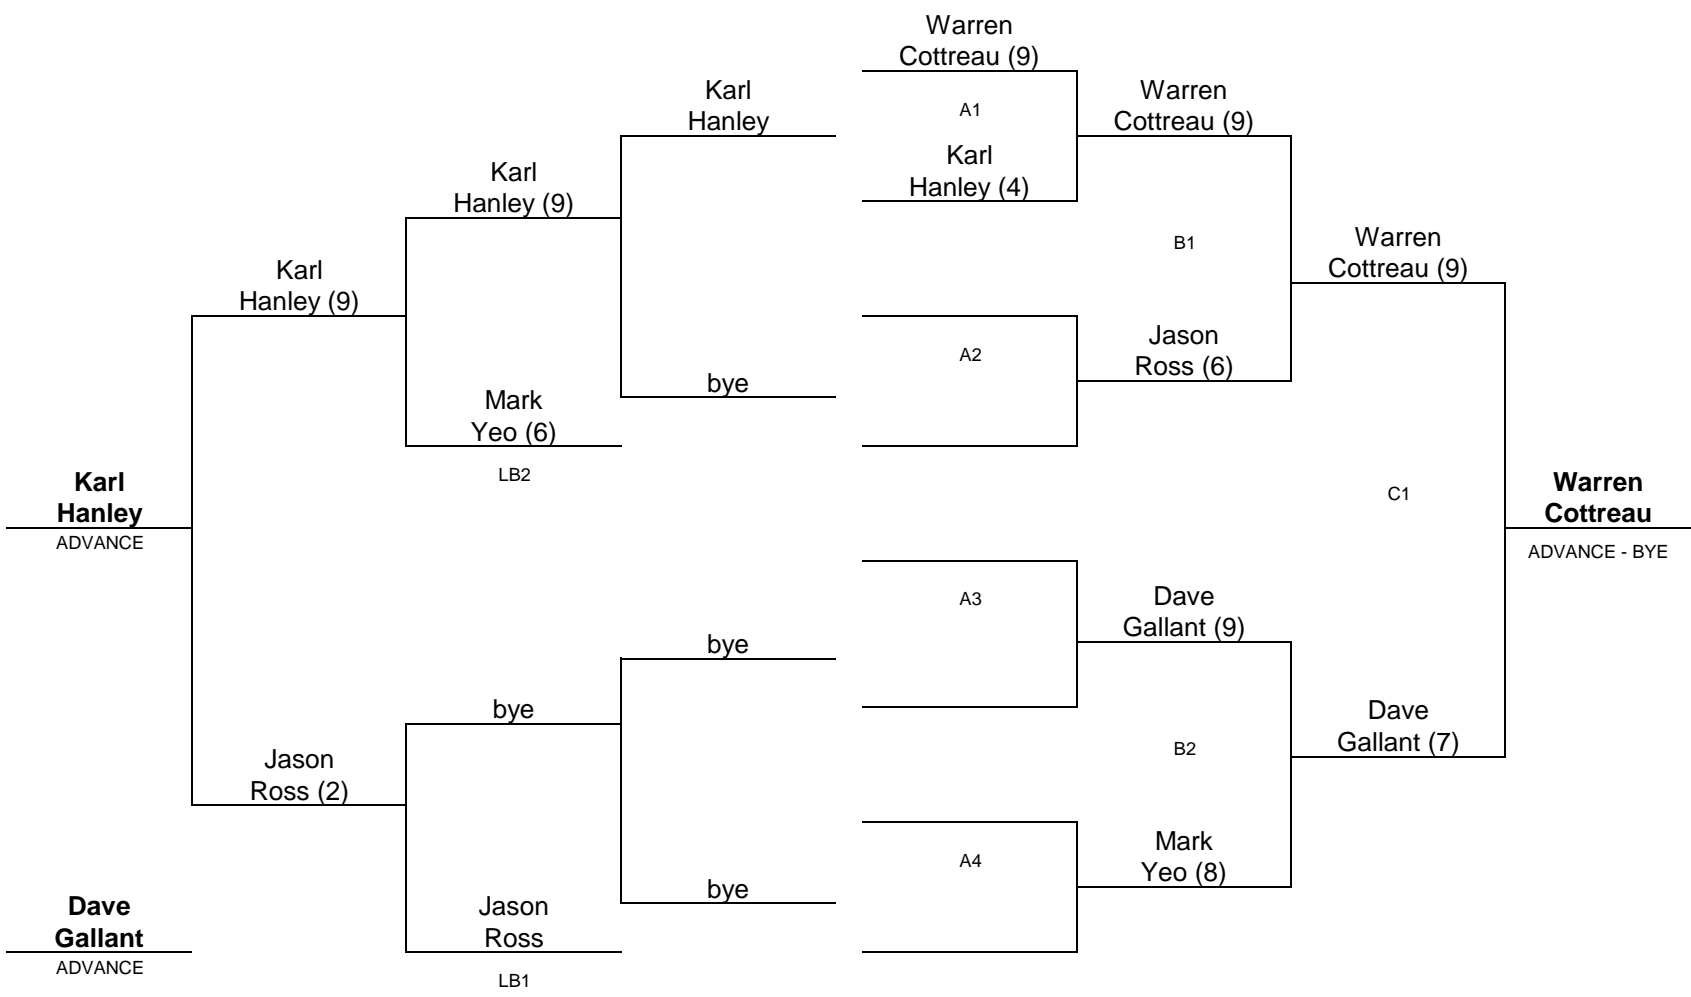 Warren
Cottreau (9)
Karl
Hanley
A1
Warren
Cottreau (9)
Karl
Hanley (4)
Karl
Hanley (9)
B1
Warren
Cottreau (9)
Karl
Hanley (9)
A2
Jason
Ross (6)
bye
Mark
Yeo (6)
LB2
Karl
Hanley
ADVANCE
C1
Warren
Cottreau
ADVANCE - BYE
A3
Dave
Gallant (9)
bye
bye
B2
Dave
Gallant (7)
Jason
Ross (2)
A4
Mark
Yeo (8)
bye
Jason
Ross
LB1
Dave
Gallant
ADVANCE